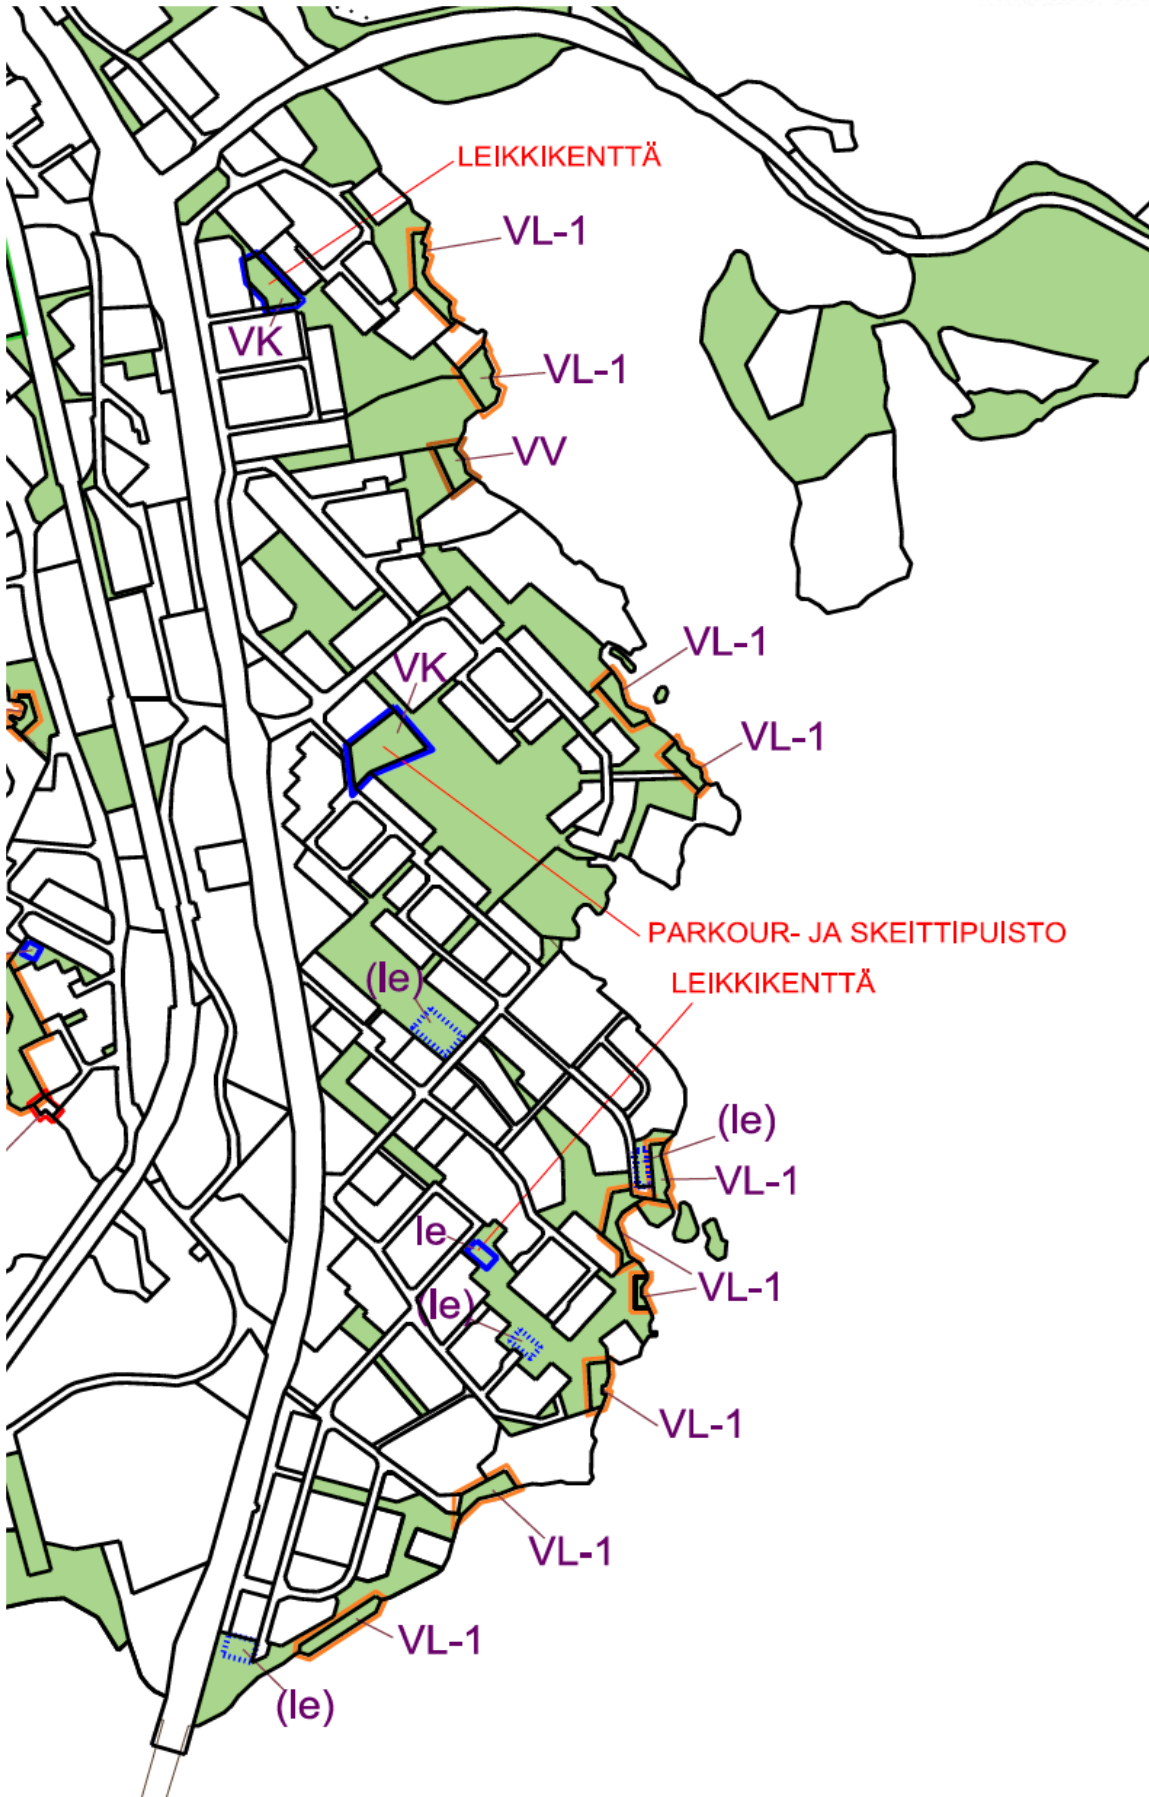 LEIKKIKENTTÄ
VL-1
VK
VL-1
VV
VL-1
VK
VL-1
PARKOUR- JA SKEITTIPUISTO
(le)
LEIKKIKENTTÄ
(le)
VL-1
le
VL-1
(le)
VL-1
VL-1
VL-1
(le)